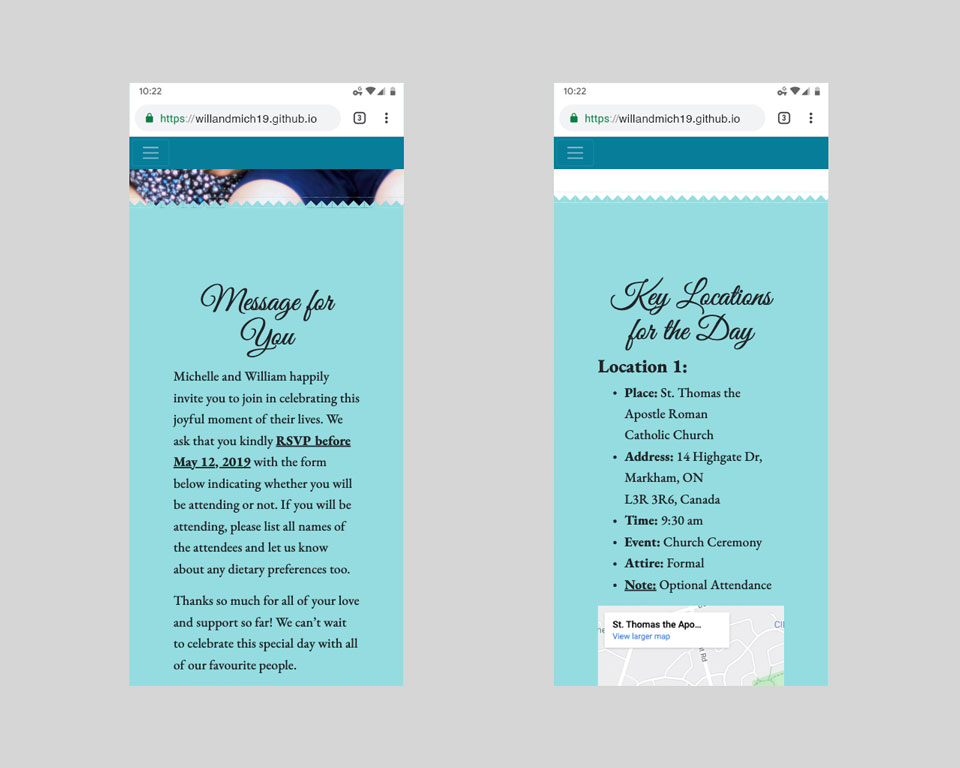 10:22
https://willandmich19.github.io
3
Message for
You
Michelle and William happily
invite you to join in celebrating this
joyful moment of their lives. We
ask that you kindly RSVP before
May 12, 2019 with the form
below indicating whether you will
be attending or not. If you will be
attending, please list all names of
the attendees and let us know
about any dietary preferences too.
Thanks so much for all of your love
and support so far! We can’t wait
to celebrate this special day with all
of our favourite people.
10:22
https://willandmich19.github.io
3
Key Locations
for the Day
Location 1:
• Place: St. Thomas the
Apostle Roman
Catholic Church
• Address: 14 Highgate Dr,
Markham, ON
L3R 3R6, Canada
• Time: 9:30 am
• Event: Church Ceremony
• Attire: Formal
• Note: Optional Attendance
St. Thomas the Apo...
View larger map